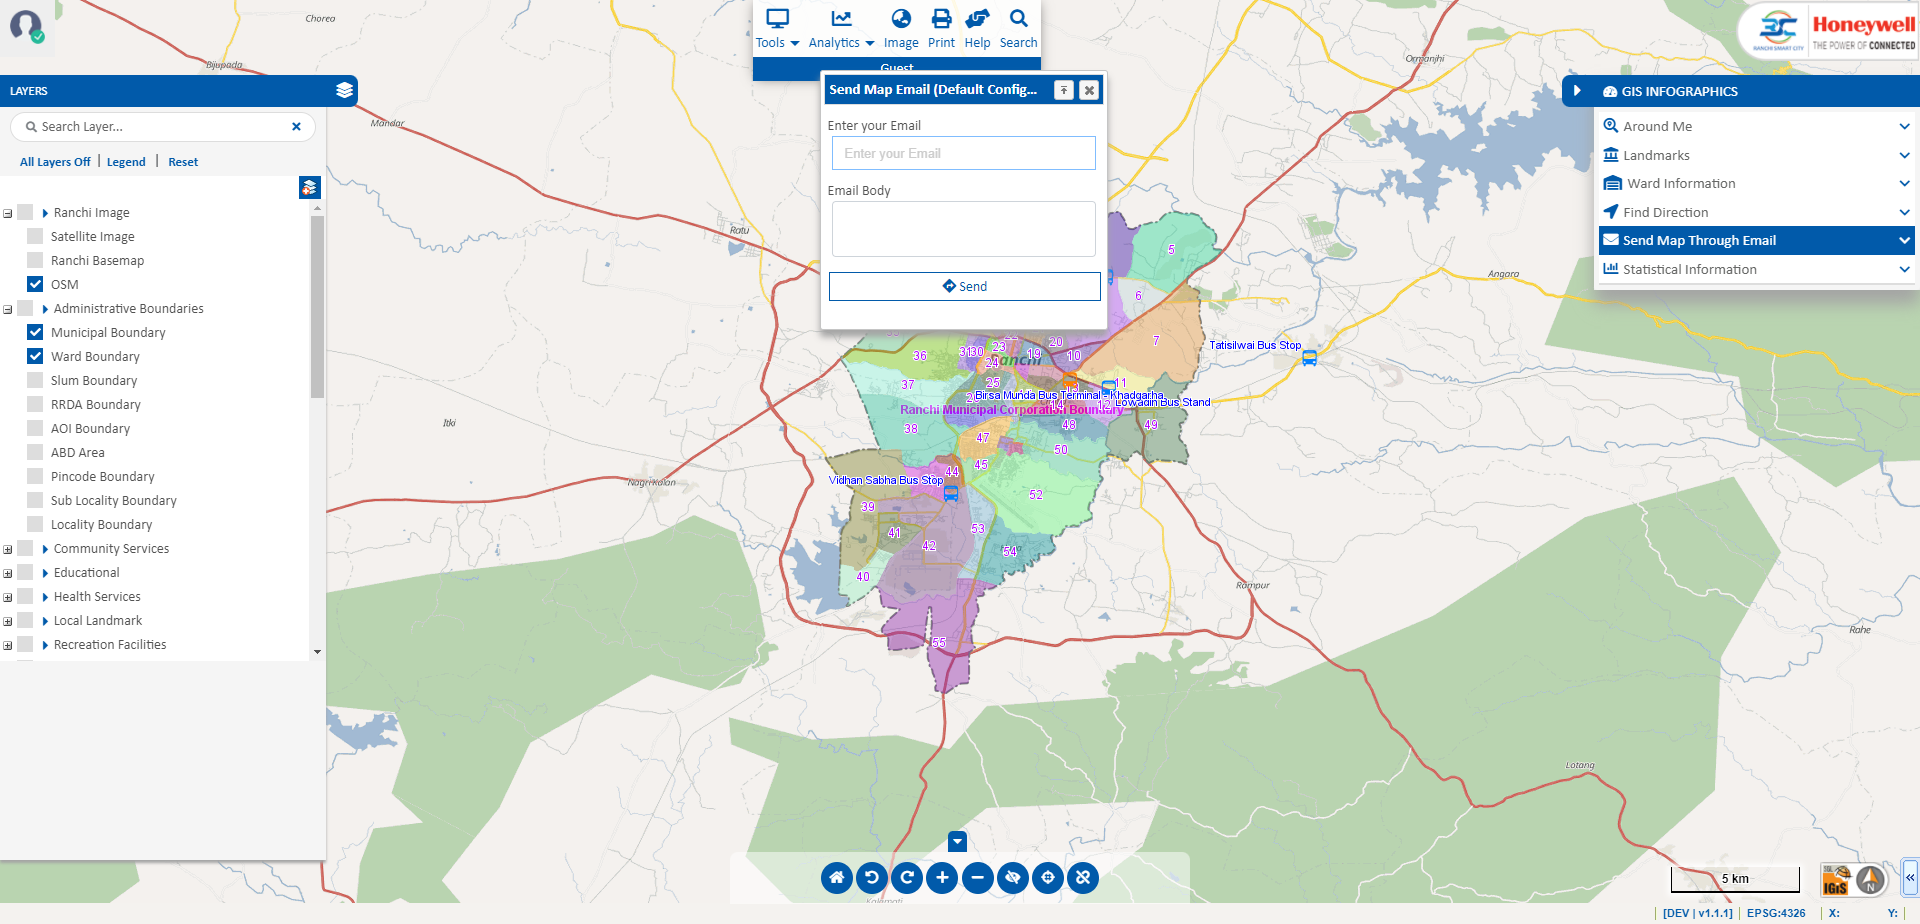 Chorea
Bijupada
Mandar
Ratu
Itki
Nagri Kalan
Ormanjhi
Angara
Rampur
Rahe
Lotang
Kalamati
Tools
Analytics
Image
Print
Help
Search
Guest
RANCHI SMART CITY
Honeywell
THE POWER OF CONNECTED
LAYERS
Search Layer...
All Layers Off | Legend | Reset
Ranchi Image
Satellite Image
Ranchi Basemap
OSM
Administrative Boundaries
Municipal Boundary
Ward Boundary
Slum Boundary
RRDA Boundary
AOI Boundary
ABD Area
Pincode Boundary
Sub Locality Boundary
Locality Boundary
Community Services
Educational
Health Services
Local Landmark
Recreation Facilities
Send Map Email (Default Config...
Enter your Email
Enter your Email
Email Body
Send
GIS INFOGRAPHICS
Around Me
Landmarks
Ward Information
Find Direction
Send Map Through Email
Statistical Information
5
6
7
Tatisilwai Bus Stop
36
31
30
23
20
19
10
24
Ranchi
37
25
11
Birsa Munda Bus Terminal - Khadgarha
Lowadih Bus Stand
14
12
Ranchi Municipal Corporation Boundary
38
47
48
49
50
45
44
Vidhan Sabha Bus Stop
52
39
41
42
53
54
40
55
5 km
IGiS
N
[DEV | v1.1.1]
EPSG:4326
X:
Y: